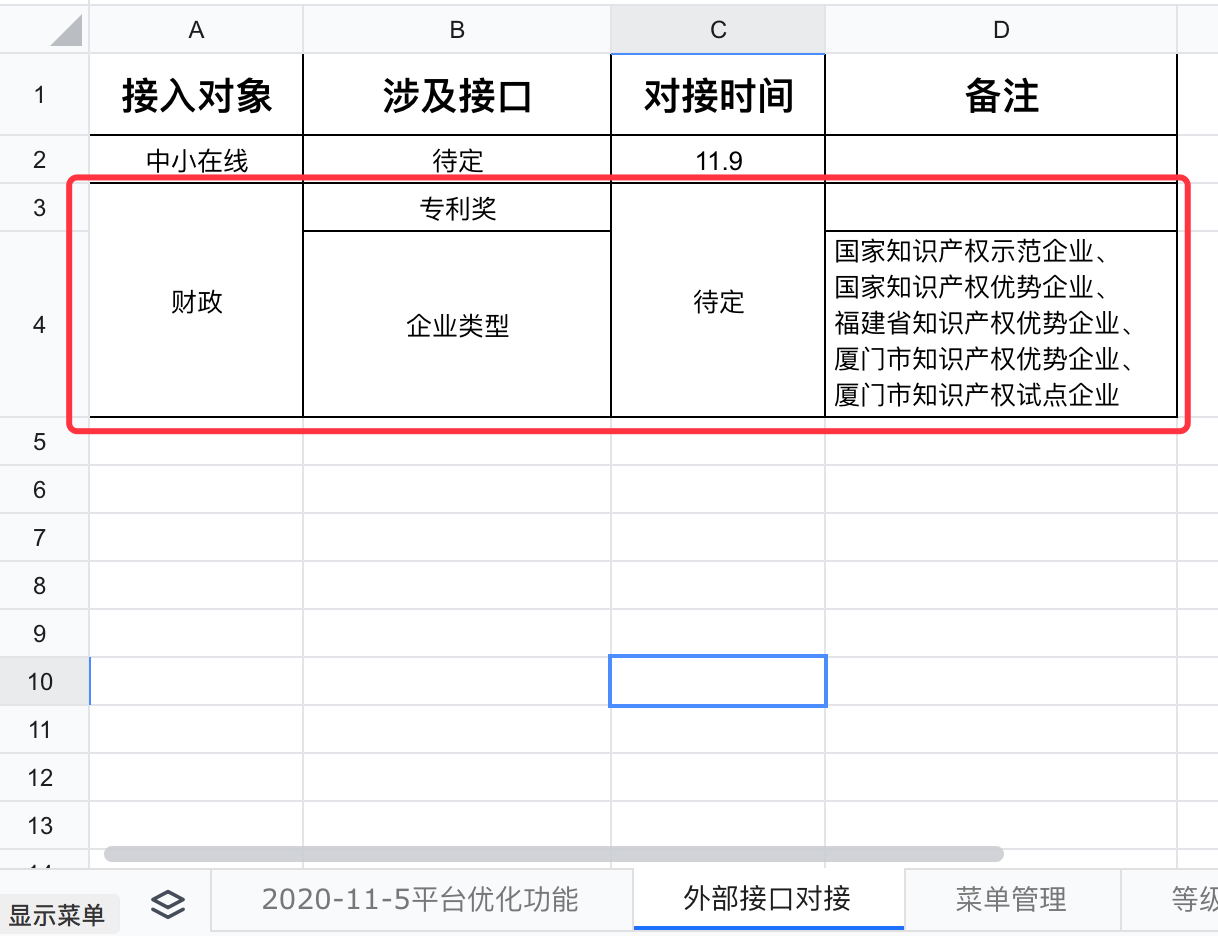 A B C D
1 接入对象 涉及接口 对接时间 备注
2 中小在线 待定 11.9
3 专利奖
财政 待定
4 企业类型
国家知识产权示范企业、
国家知识产权优势企业、
福建省知识产权优势企业、
厦门市知识产权优势企业、
厦门市知识产权试点企业
5
6
7
8
9
10
11
12
13
显示菜单 2020-11-5平台优化功能 外部接口对接 菜单管理 等级